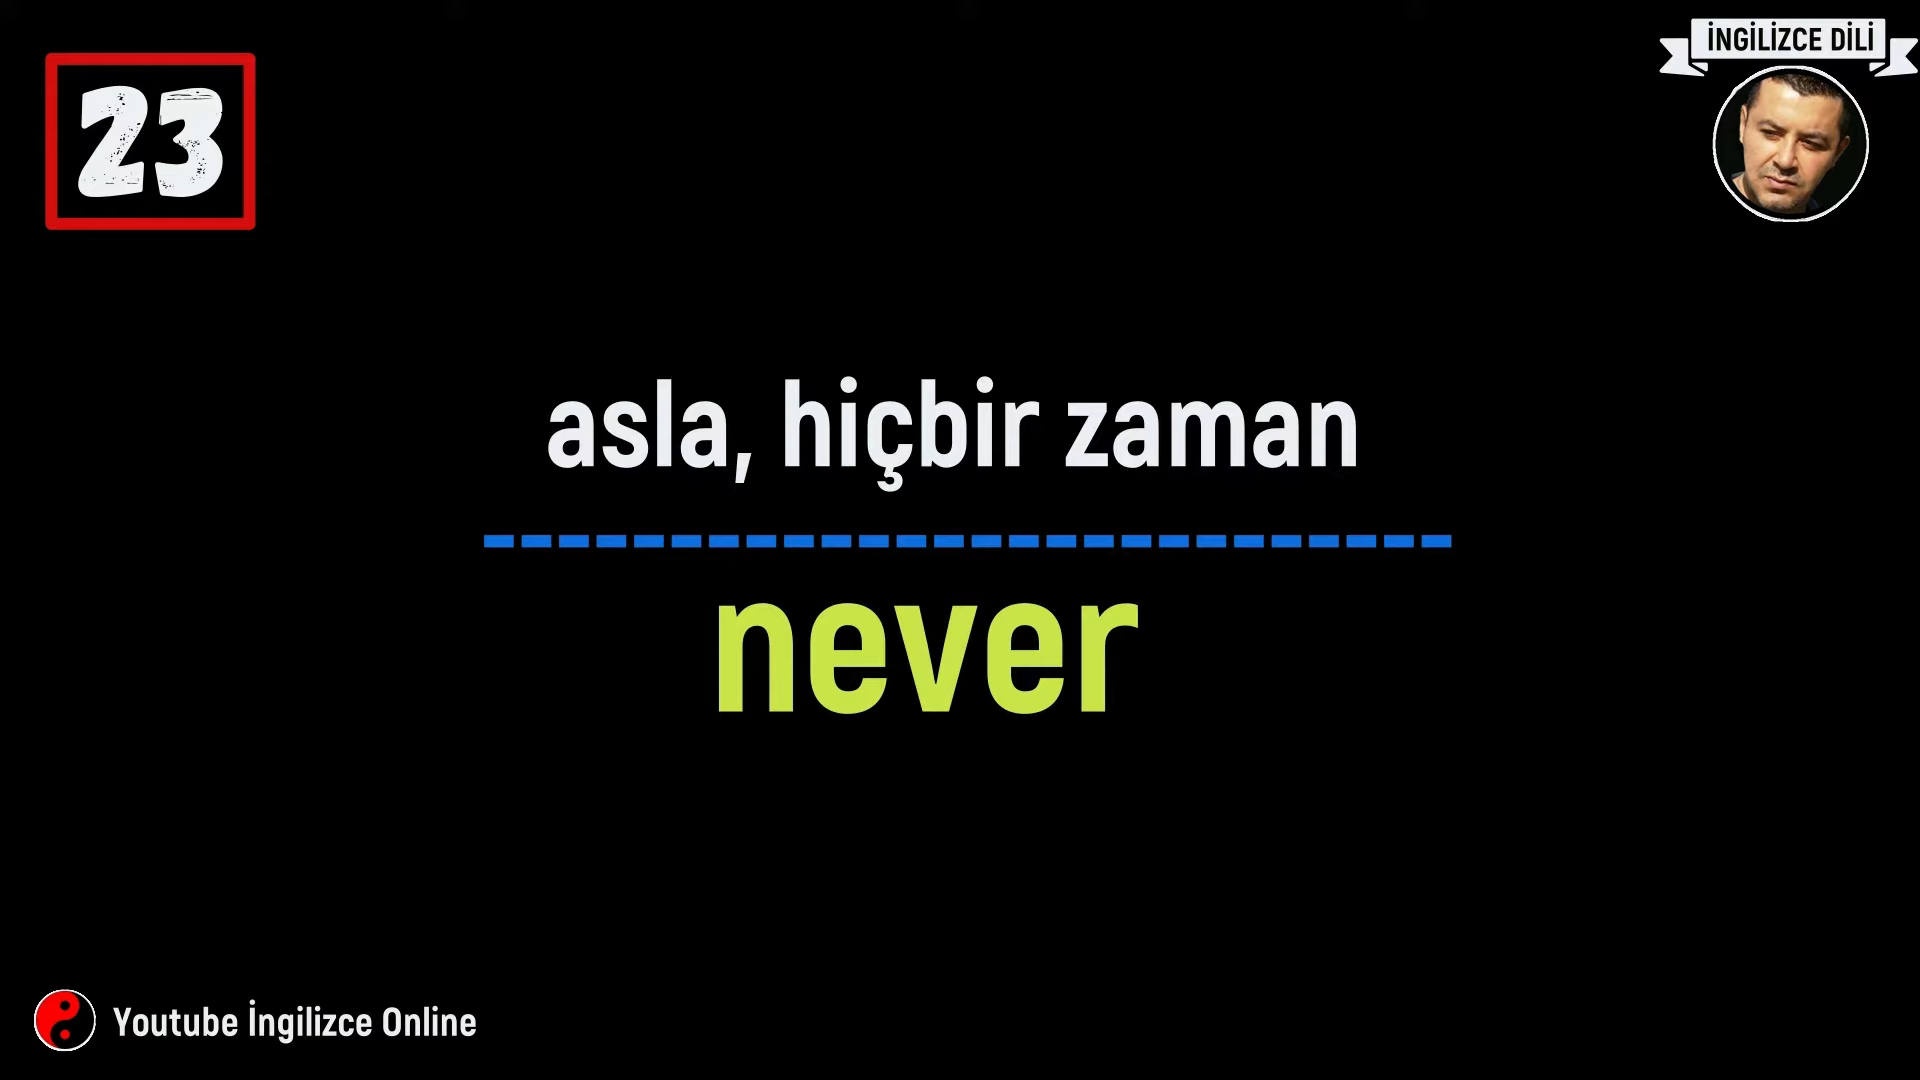 23
İNGİLİZCE DİLİ
asla, hiçbir zaman
never
Youtube İngilizce Online